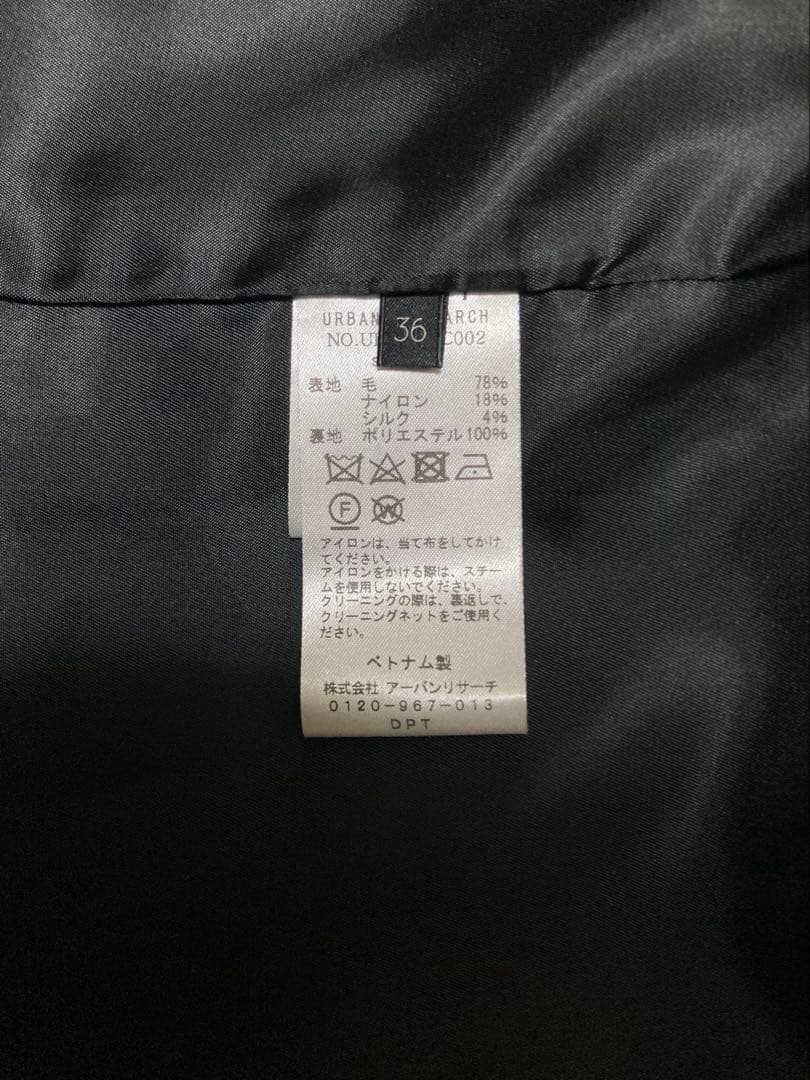 URBAN ARCH
36
NO.U C002
表地 毛 78%
ナイロン 18%
シルク 4%
裏地 ポリエステル100%
F
W
アイロンは、当て布をしてかけ
てください。
アイロンをかける際は、スチー
ムを使用しないでください。
クリーニングの際は、裏返しで、
クリーニングネットをご使用く
ださい。
ベトナム製
株式会社 アーバンリサーチ
0120-967-013
DPT